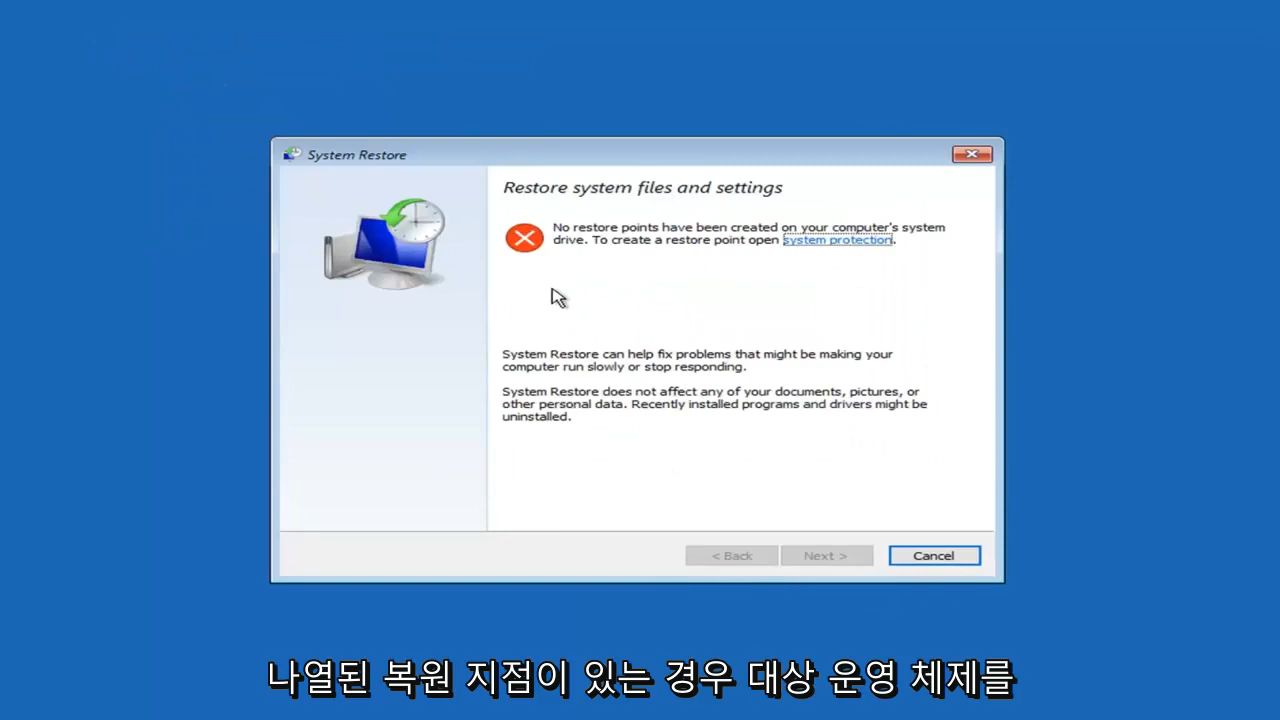 System Restore
Restore system files and settings
No restore points have been created on your computer's system
drive. To create a restore point open system protection.
System Restore can help fix problems that might be making your
computer run slowly or stop responding.
System Restore does not affect any of your documents, pictures, or
other personal data. Recently installed programs and drivers might be
uninstalled.
< Back Next > Cancel
나열된 복원 지점이 있는 경우 대상 운영 체제를